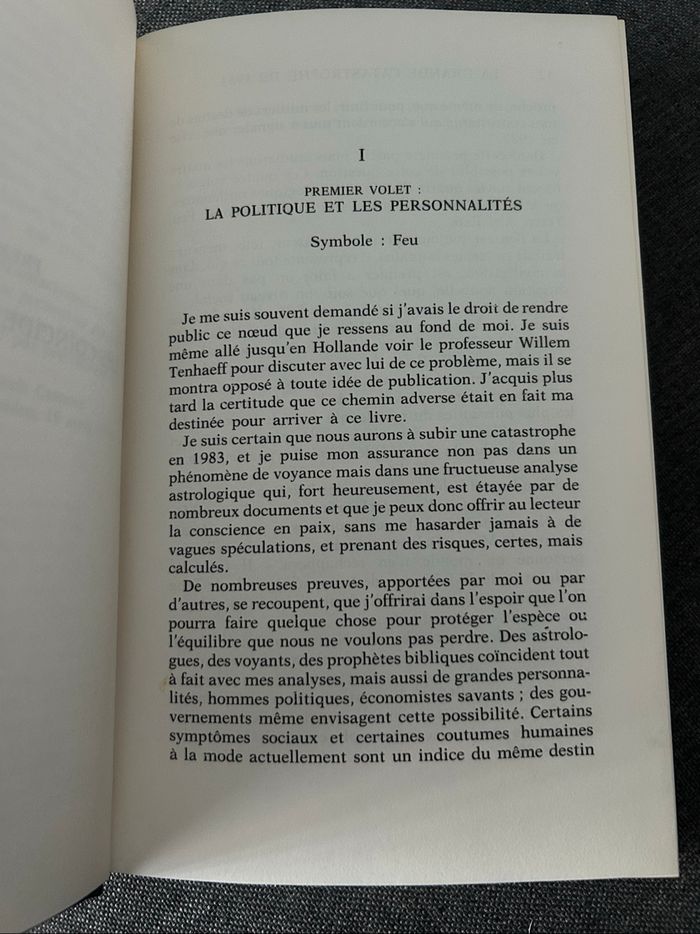 I
PREMIER VOLET :
LA POLITIQUE ET LES PERSONNALITÉS
Symbole : Feu
Je me suis souvent demandé si j'avais le droit de rendre
public ce nœud que je ressens au fond de moi. Je suis
même allé jusqu'en Hollande voir le professeur Willem
Tenhaeff pour discuter avec lui de ce problème, mais il se
montra opposé à toute idée de publication. J'acquis plus
tard la certitude que ce chemin adverse était en fait ma
destinée pour arriver à ce livre.
Je suis certain que nous aurons à subir une catastrophe
en 1983, et je puise mon assurance non pas dans un
phénomène de voyance mais dans une fructueuse analyse
astrologique qui, fort heureusement, est étayée par de
nombreux documents et que je peux donc offrir au lecteur
la conscience en paix, sans me hasarder jamais à de
vagues spéculations, et prenant des risques, certes, mais
calculés.
De nombreuses preuves, apportées par moi ou par
d'autres, se recoupent, que j'offrirai dans l'espoir que l'on
pourra faire quelque chose pour protéger l'espèce ou
l'équilibre que nous ne voulons pas perdre. Des astrolo-
gues, des voyants, des prophètes bibliques coïncident tout
à fait avec mes analyses, mais aussi de grandes personna-
lités, hommes politiques, économistes savants ; des gou-
vernements même envisagent cette possibilité. Certains
symptômes sociaux et certaines coutumes humaines
à la mode actuellement sont un indice du même destin